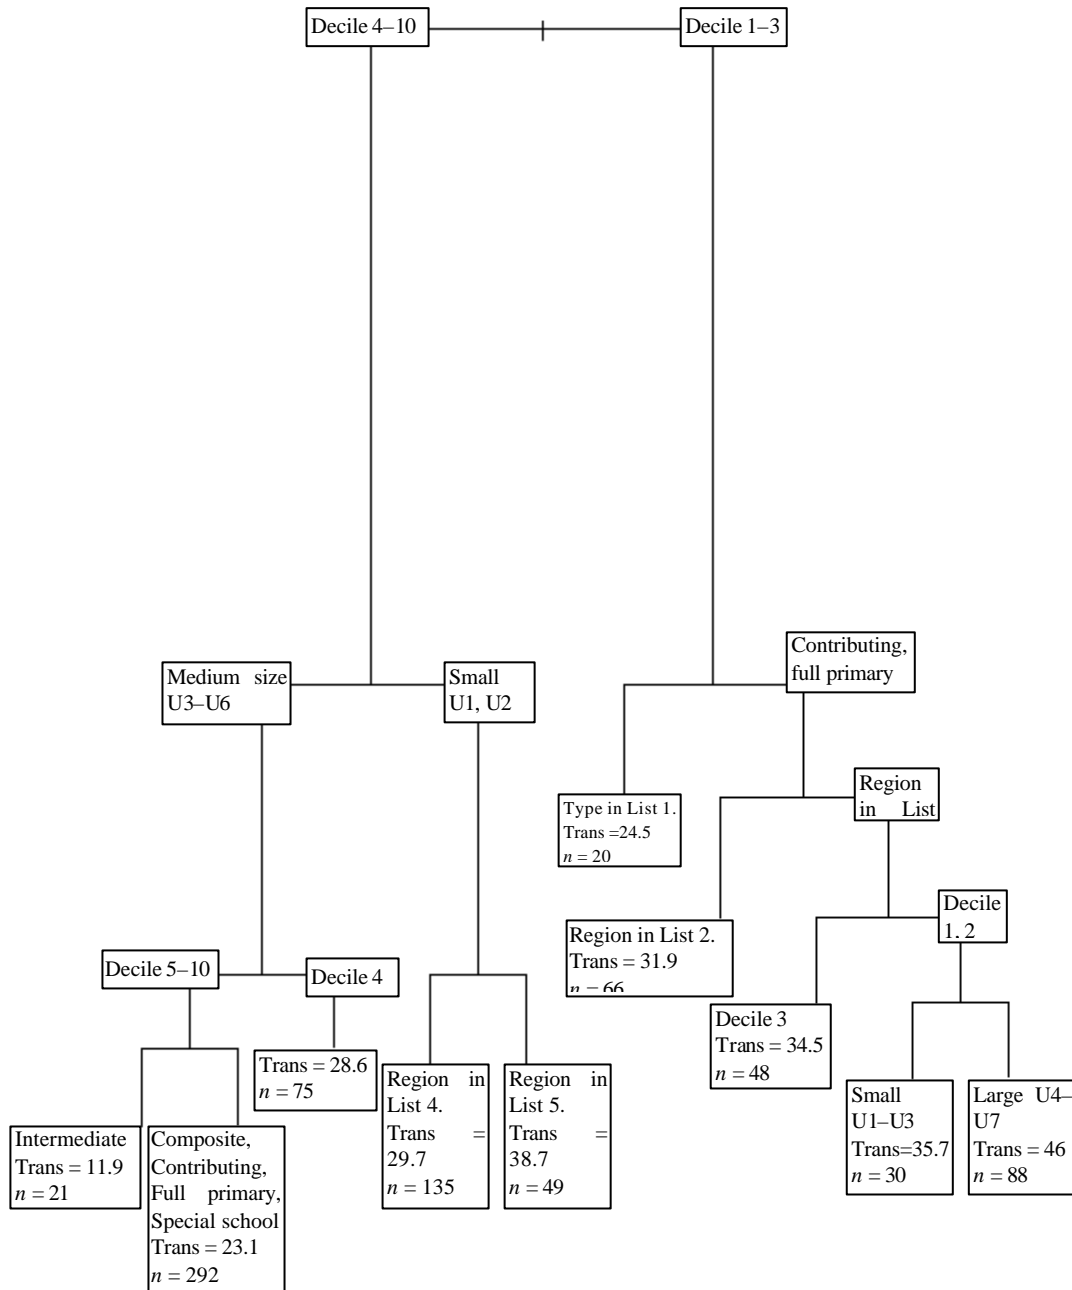 Decile 4–10
Decile 1–3
Contributing,
full primary
Medium size
U3–U6
Small
U1, U2
Region
in List
Type in List 1.
Trans =24.5
n = 20
Decile
1. 2
Region in List 2.
Trans = 31.9
n = 66
Decile 5–10
Decile 4
Decile 3
Trans = 34.5
n = 48
Trans = 28.6
n = 75
Region in
List 4.
Trans =
29.7
n = 135
Region in
List 5.
Trans =
38.7
n = 49
Small
U1–U3
Trans=35.7
n = 30
Large U4–
U7
Trans = 46
n = 88
Intermediate
Trans = 11.9
n = 21
Composite,
Contributing,
Full primary,
Special school
Trans = 23.1
n = 292